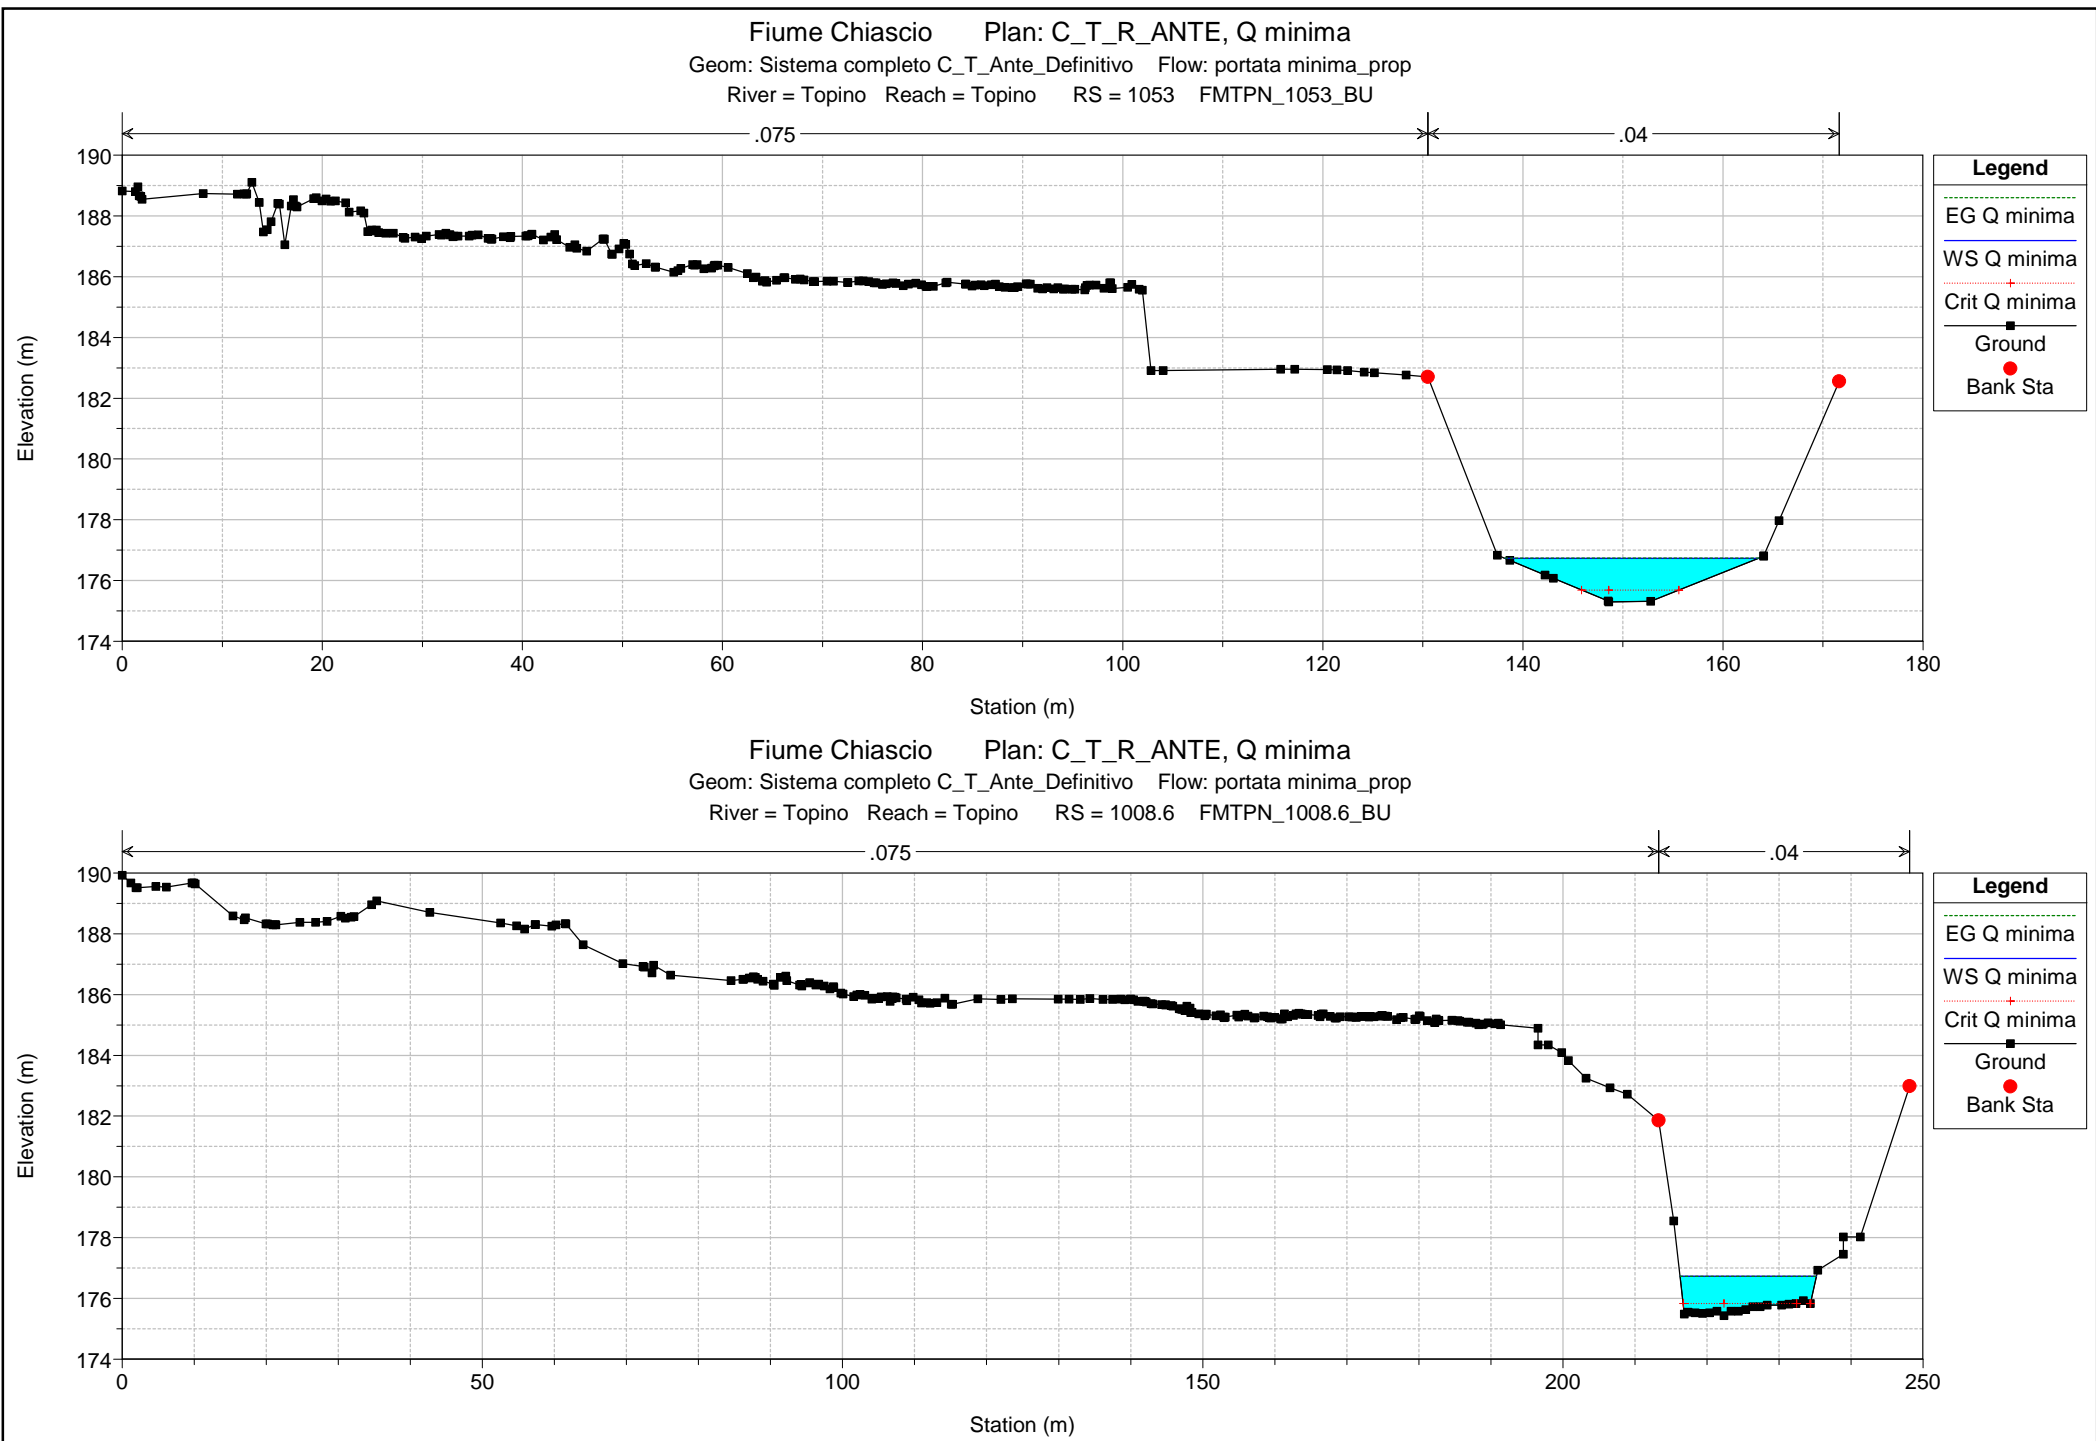 Fiume Chiascio Plan: C_T_R_ANTE, Q minima
Geom: Sistema completo C_T_Ante_Definitivo Flow: portata minima_prop
River = Topino Reach = Topino RS = 1053 FMTPN_1053_BU
.075 .04
190
188
186
184
182
180
178
176
174
Elevation (m)
0 20 40 60 80 100 120 140 160 180
Station (m)
Legend
EG Q minima
WS Q minima
Crit Q minima
Ground
Bank Sta
Fiume Chiascio Plan: C_T_R_ANTE, Q minima
Geom: Sistema completo C_T_Ante_Definitivo Flow: portata minima_prop
River = Topino Reach = Topino RS = 1008.6 FMTPN_1008.6_BU
.075 .04
190
188
186
184
182
180
178
176
174
Elevation (m)
0 50 100 150 200 250
Station (m)
Legend
EG Q minima
WS Q minima
Crit Q minima
Ground
Bank Sta